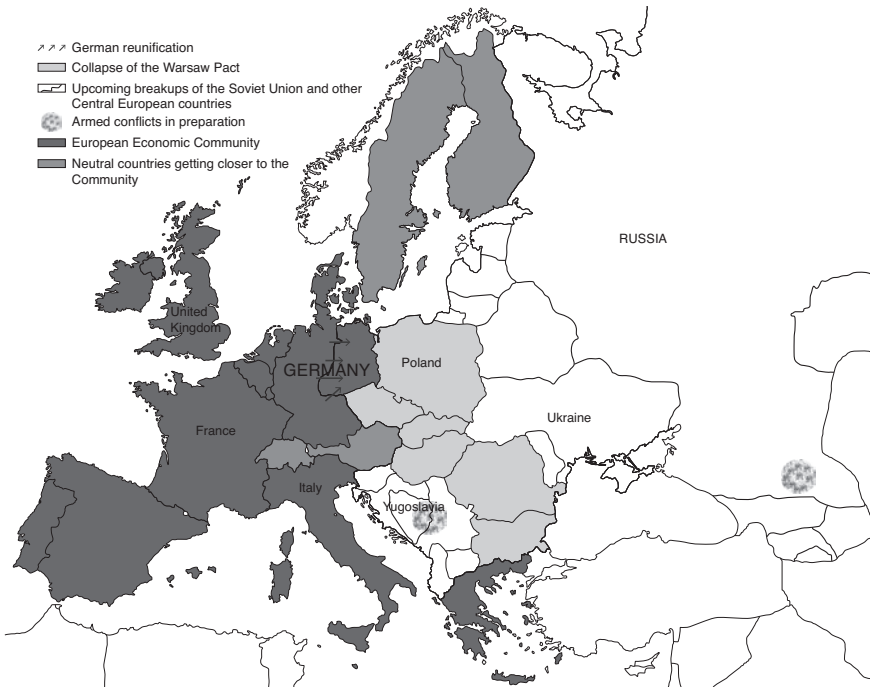 German reunification
Collapse of the Warsaw Pact
Upcoming breakups of the Soviet Union and other
Central European countries
Armed conflicts in preparation
European Economic Community
Neutral countries getting closer to the
Community
RUSSIA
United
Kingdom
Poland
GERMANY
Ukraine
France
Italy
Yugoslavia